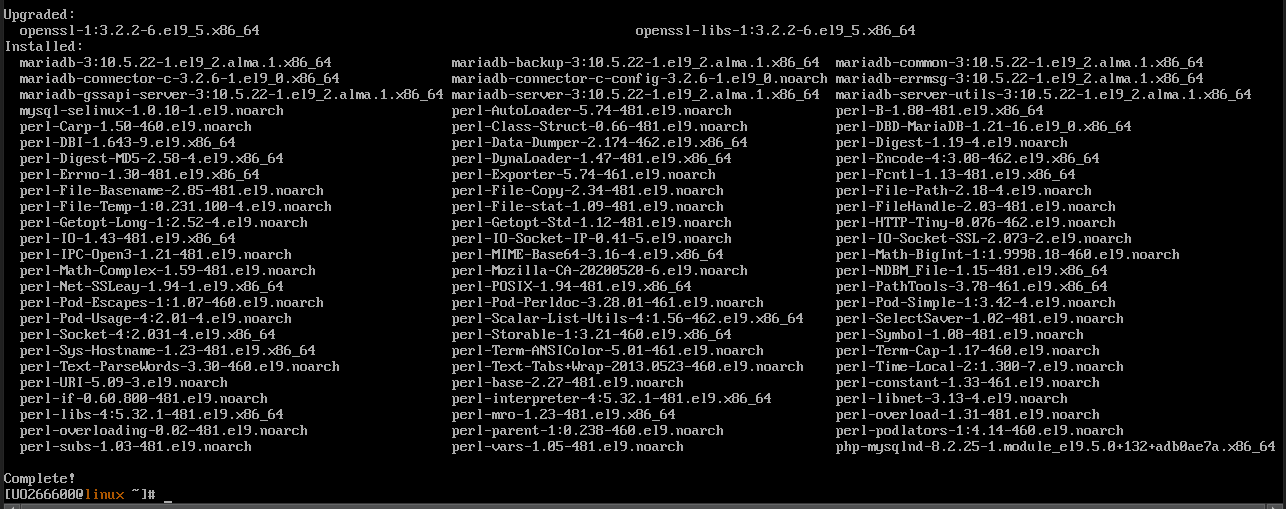 Upgraded:
  openssl-1:3.2.2-6.el9_5.x86_64                               openssl-libs-1:3.2.2-6.el9_5.x86_64
Installed:
  mariadb-3:10.5.22-1.el9_2.alma.1.x86_64               mariadb-backup-3:10.5.22-1.el9_2.alma.1.x86_64  mariadb-common-3:10.5.22-1.el9_2.alma.1.x86_64
  mariadb-connector-c-3.2.6-1.el9_0.x86_64              mariadb-connector-c-config-3.2.6-1.el9_0.noarch mariadb-errmsg-3:10.5.22-1.el9_2.alma.1.x86_64
  mariadb-gssapi-server-3:10.5.22-1.el9_2.alma.1.x86_64 mariadb-server-3:10.5.22-1.el9_2.alma.1.x86_64  mariadb-server-utils-3:10.5.22-1.el9_2.alma.1.x86_64
  mysql-selinux-1.0.10-1.el9.noarch                     perl-AutoLoader-5.74-481.el9.noarch             perl-B-1.80-481.el9.x86_64
  perl-Carp-1.50-460.el9.noarch                         perl-Class-Struct-0.66-481.el9.noarch           perl-DBD-MariaDB-1.21-16.el9_0.x86_64
  perl-DBI-1.643-9.el9.x86_64                           perl-Data-Dumper-2.174-462.el9.x86_64           perl-Digest-1.19-4.el9.noarch
  perl-Digest-MD5-2.58-4.el9.x86_64                     perl-DynaLoader-1.47-481.el9.x86_64             perl-Encode-4:3.08-462.el9.x86_64
  perl-Errno-1.30-481.el9.x86_64                        perl-Exporter-5.74-461.el9.noarch               perl-Fcntl-1.13-481.el9.x86_64
  perl-File-Basename-2.85-481.el9.noarch                perl-File-Copy-2.34-481.el9.noarch              perl-File-Path-2.18-4.el9.noarch
  perl-File-Temp-1:0.231.100-4.el9.noarch               perl-File-stat-1.09-481.el9.noarch              perl-FileHandle-2.03-481.el9.noarch
  perl-Getopt-Long-1:2.52-4.el9.noarch                  perl-Getopt-Std-1.12-481.el9.noarch             perl-HTTP-Tiny-0.076-462.el9.noarch
  perl-IO-1.43-481.el9.x86_64                           perl-IO-Socket-IP-0.41-5.el9.noarch             perl-IO-Socket-SSL-2.073-2.el9.noarch
  perl-IPC-Open3-1.21-481.el9.noarch                    perl-MIME-Base64-3.16-4.el9.x86_64              perl-Math-BigInt-1:1.9998.18-460.el9.noarch
  perl-Math-Complex-1.59-481.el9.noarch                 perl-Mozilla-CA-20200520-6.el9.noarch           perl-NDBM_File-1.15-481.el9.x86_64
  perl-Net-SSLeay-1.94-1.el9.x86_64                     perl-POSIX-1.94-481.el9.x86_64                  perl-PathTools-3.78-461.el9.x86_64
  perl-Pod-Escapes-1:1.07-460.el9.noarch                perl-Pod-Perldoc-3.28.01-461.el9.noarch         perl-Pod-Simple-1:3.42-4.el9.noarch
  perl-Pod-Usage-4:2.01-4.el9.noarch                    perl-Scalar-List-Utils-4:1.56-462.el9.x86_64    perl-SelectSaver-1.02-481.el9.noarch
  perl-Socket-4:2.031-4.el9.x86_64                      perl-Storable-1:3.21-460.el9.x86_64             perl-Symbol-1.08-481.el9.noarch
  perl-Sys-Hostname-1.23-481.el9.x86_64                 perl-Term-ANSIColor-5.01-461.el9.noarch         perl-Term-Cap-1.17-460.el9.noarch
  perl-Text-ParseWords-3.30-460.el9.noarch              perl-Text-Tabs+Wrap-2013.0523-460.el9.noarch    perl-Time-Local-2:1.300-7.el9.noarch
  perl-URI-5.09-3.el9.noarch                            perl-base-2.27-481.el9.noarch                   perl-constant-1.33-461.el9.noarch
  perl-if-0.60.800-481.el9.noarch                       perl-interpreter-4:5.32.1-481.el9.x86_64        perl-libnet-3.13-4.el9.noarch
  perl-libs-4:5.32.1-481.el9.x86_64                     perl-mro-1.23-481.el9.x86_64                    perl-overload-1.31-481.el9.noarch
  perl-overloading-0.02-481.el9.noarch                  perl-parent-1:0.238-460.el9.noarch              perl-podlators-1:4.14-460.el9.noarch
  perl-subs-1.03-481.el9.noarch                         perl-vars-1.05-481.el9.noarch                   php-mysqlnd-8.2.25-1.module_el9.5.0+132+adb0ae7a.x86_64
Complete!
[UO266600@linux ~]# _